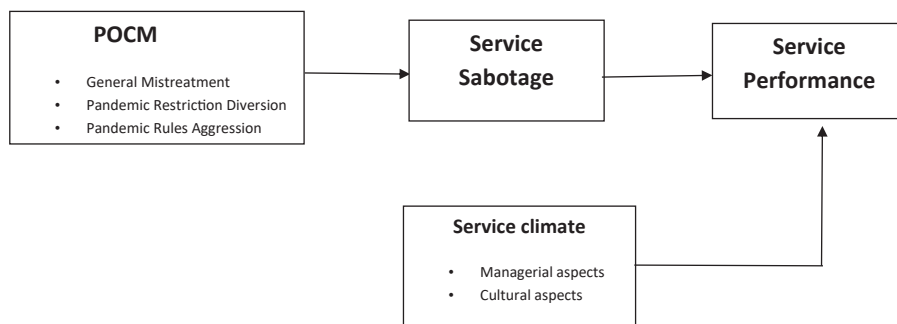 POCM
• General Mistreatment
• Pandemic Restriction Diversion
• Pandemic Rules Aggression
Service
Sabotage
Service
Performance
Service climate
• Managerial aspects
• Cultural aspects